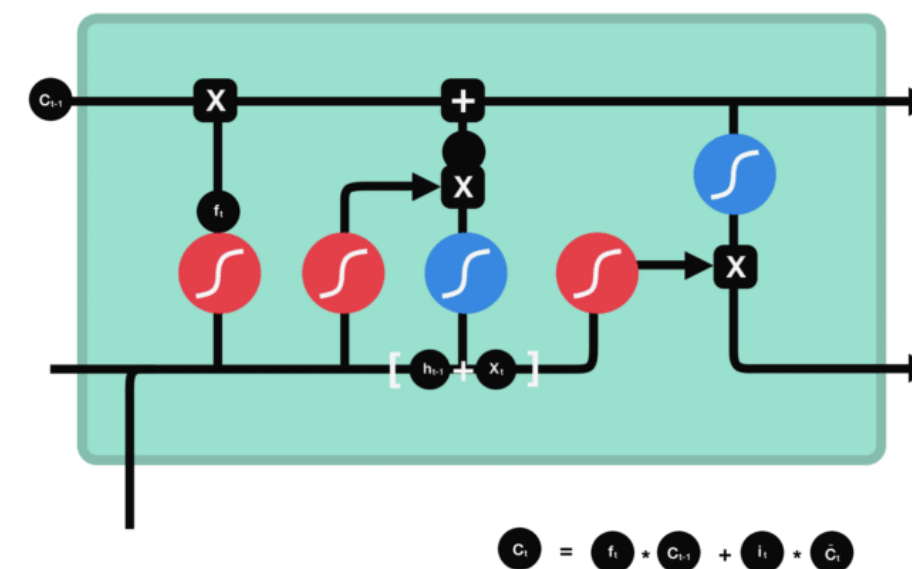 Cₜ₋₁ X +
X
fₜ
X
[ hₜ₋₁ + Xₜ ]
Cₜ = fₜ * Cₜ₋₁ + iₜ * C̃ₜ